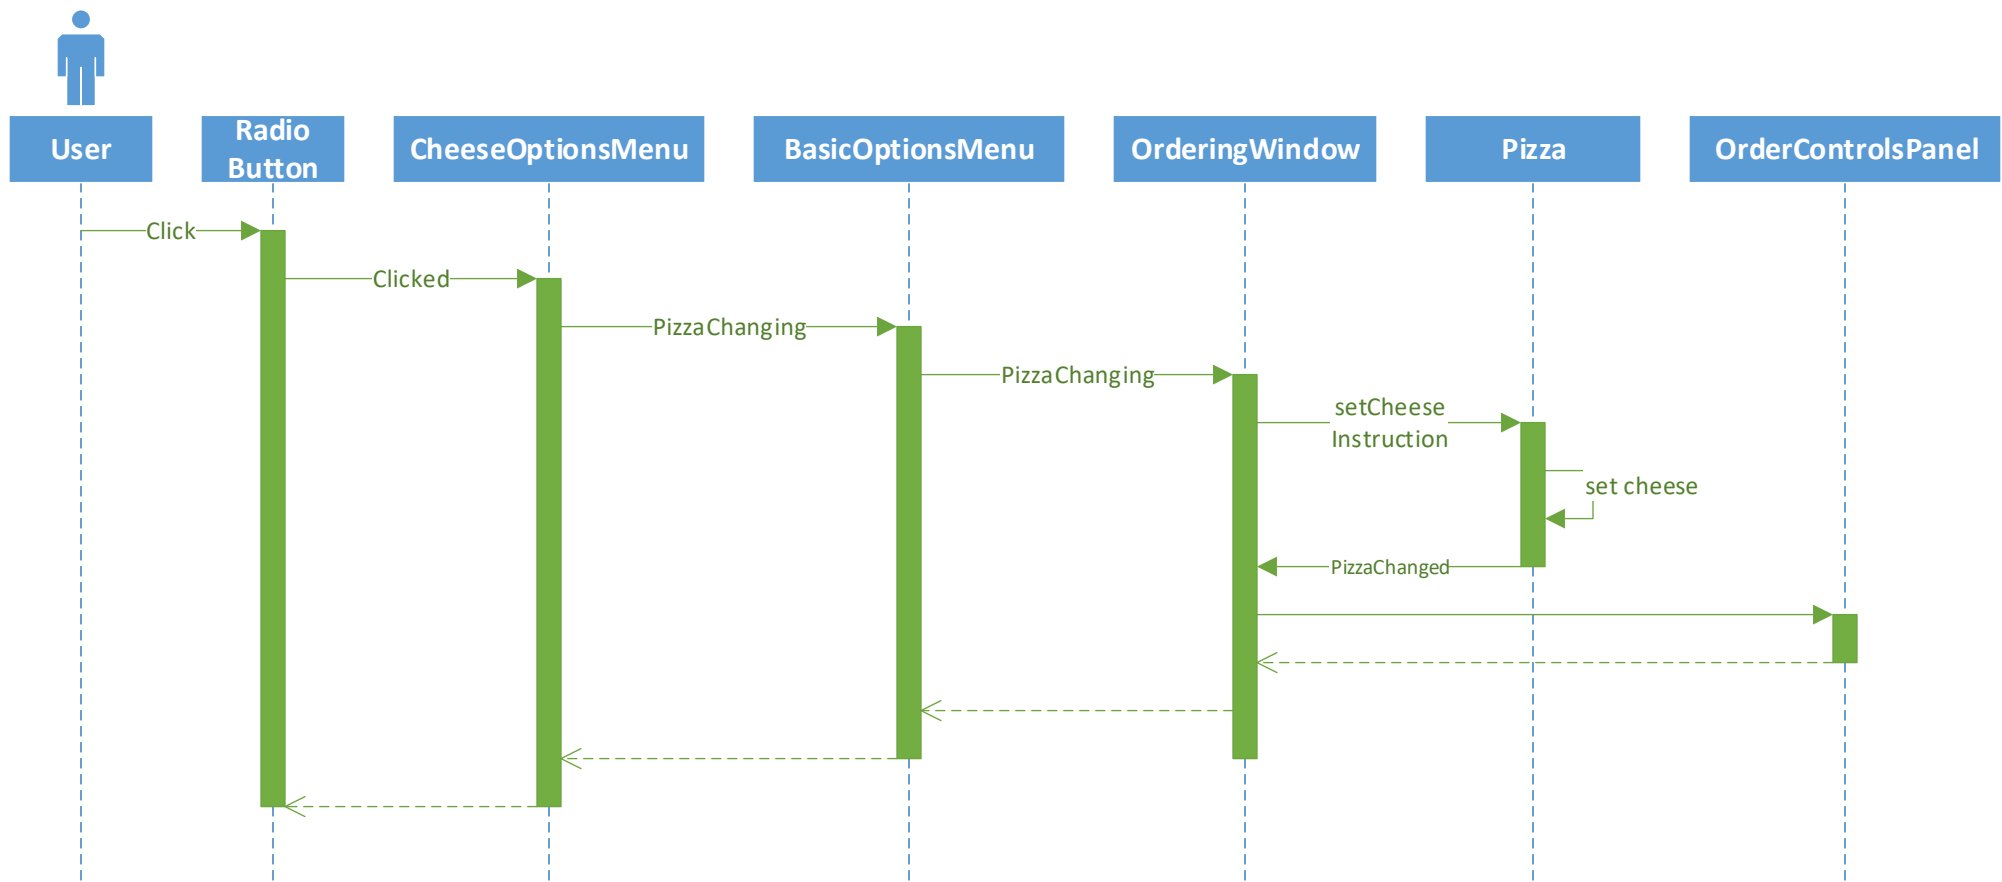 User
Radio
Button
CheeseOptionsMenu
BasicOptionsMenu
OrderingWindow
Pizza
OrderControlsPanel
Click
Clicked
PizzaChanging
PizzaChanging
setCheese
Instruction
set cheese
PizzaChanged